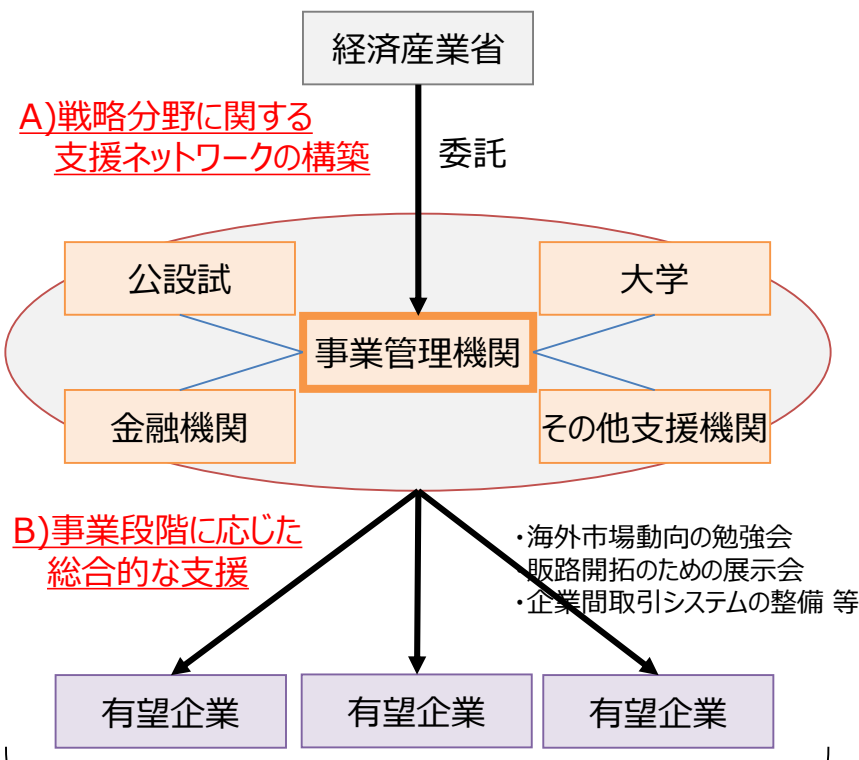 経済産業省
A)戦略分野に関する
支援ネットワークの構築
委託
公設試
大学
事業管理機関
金融機関
その他支援機関
B)事業段階に応じた
総合的な支援
・海外市場動向の勉強会
・販路開拓のための展示会
・企業間取引システムの整備 等
有望企業
有望企業
有望企業